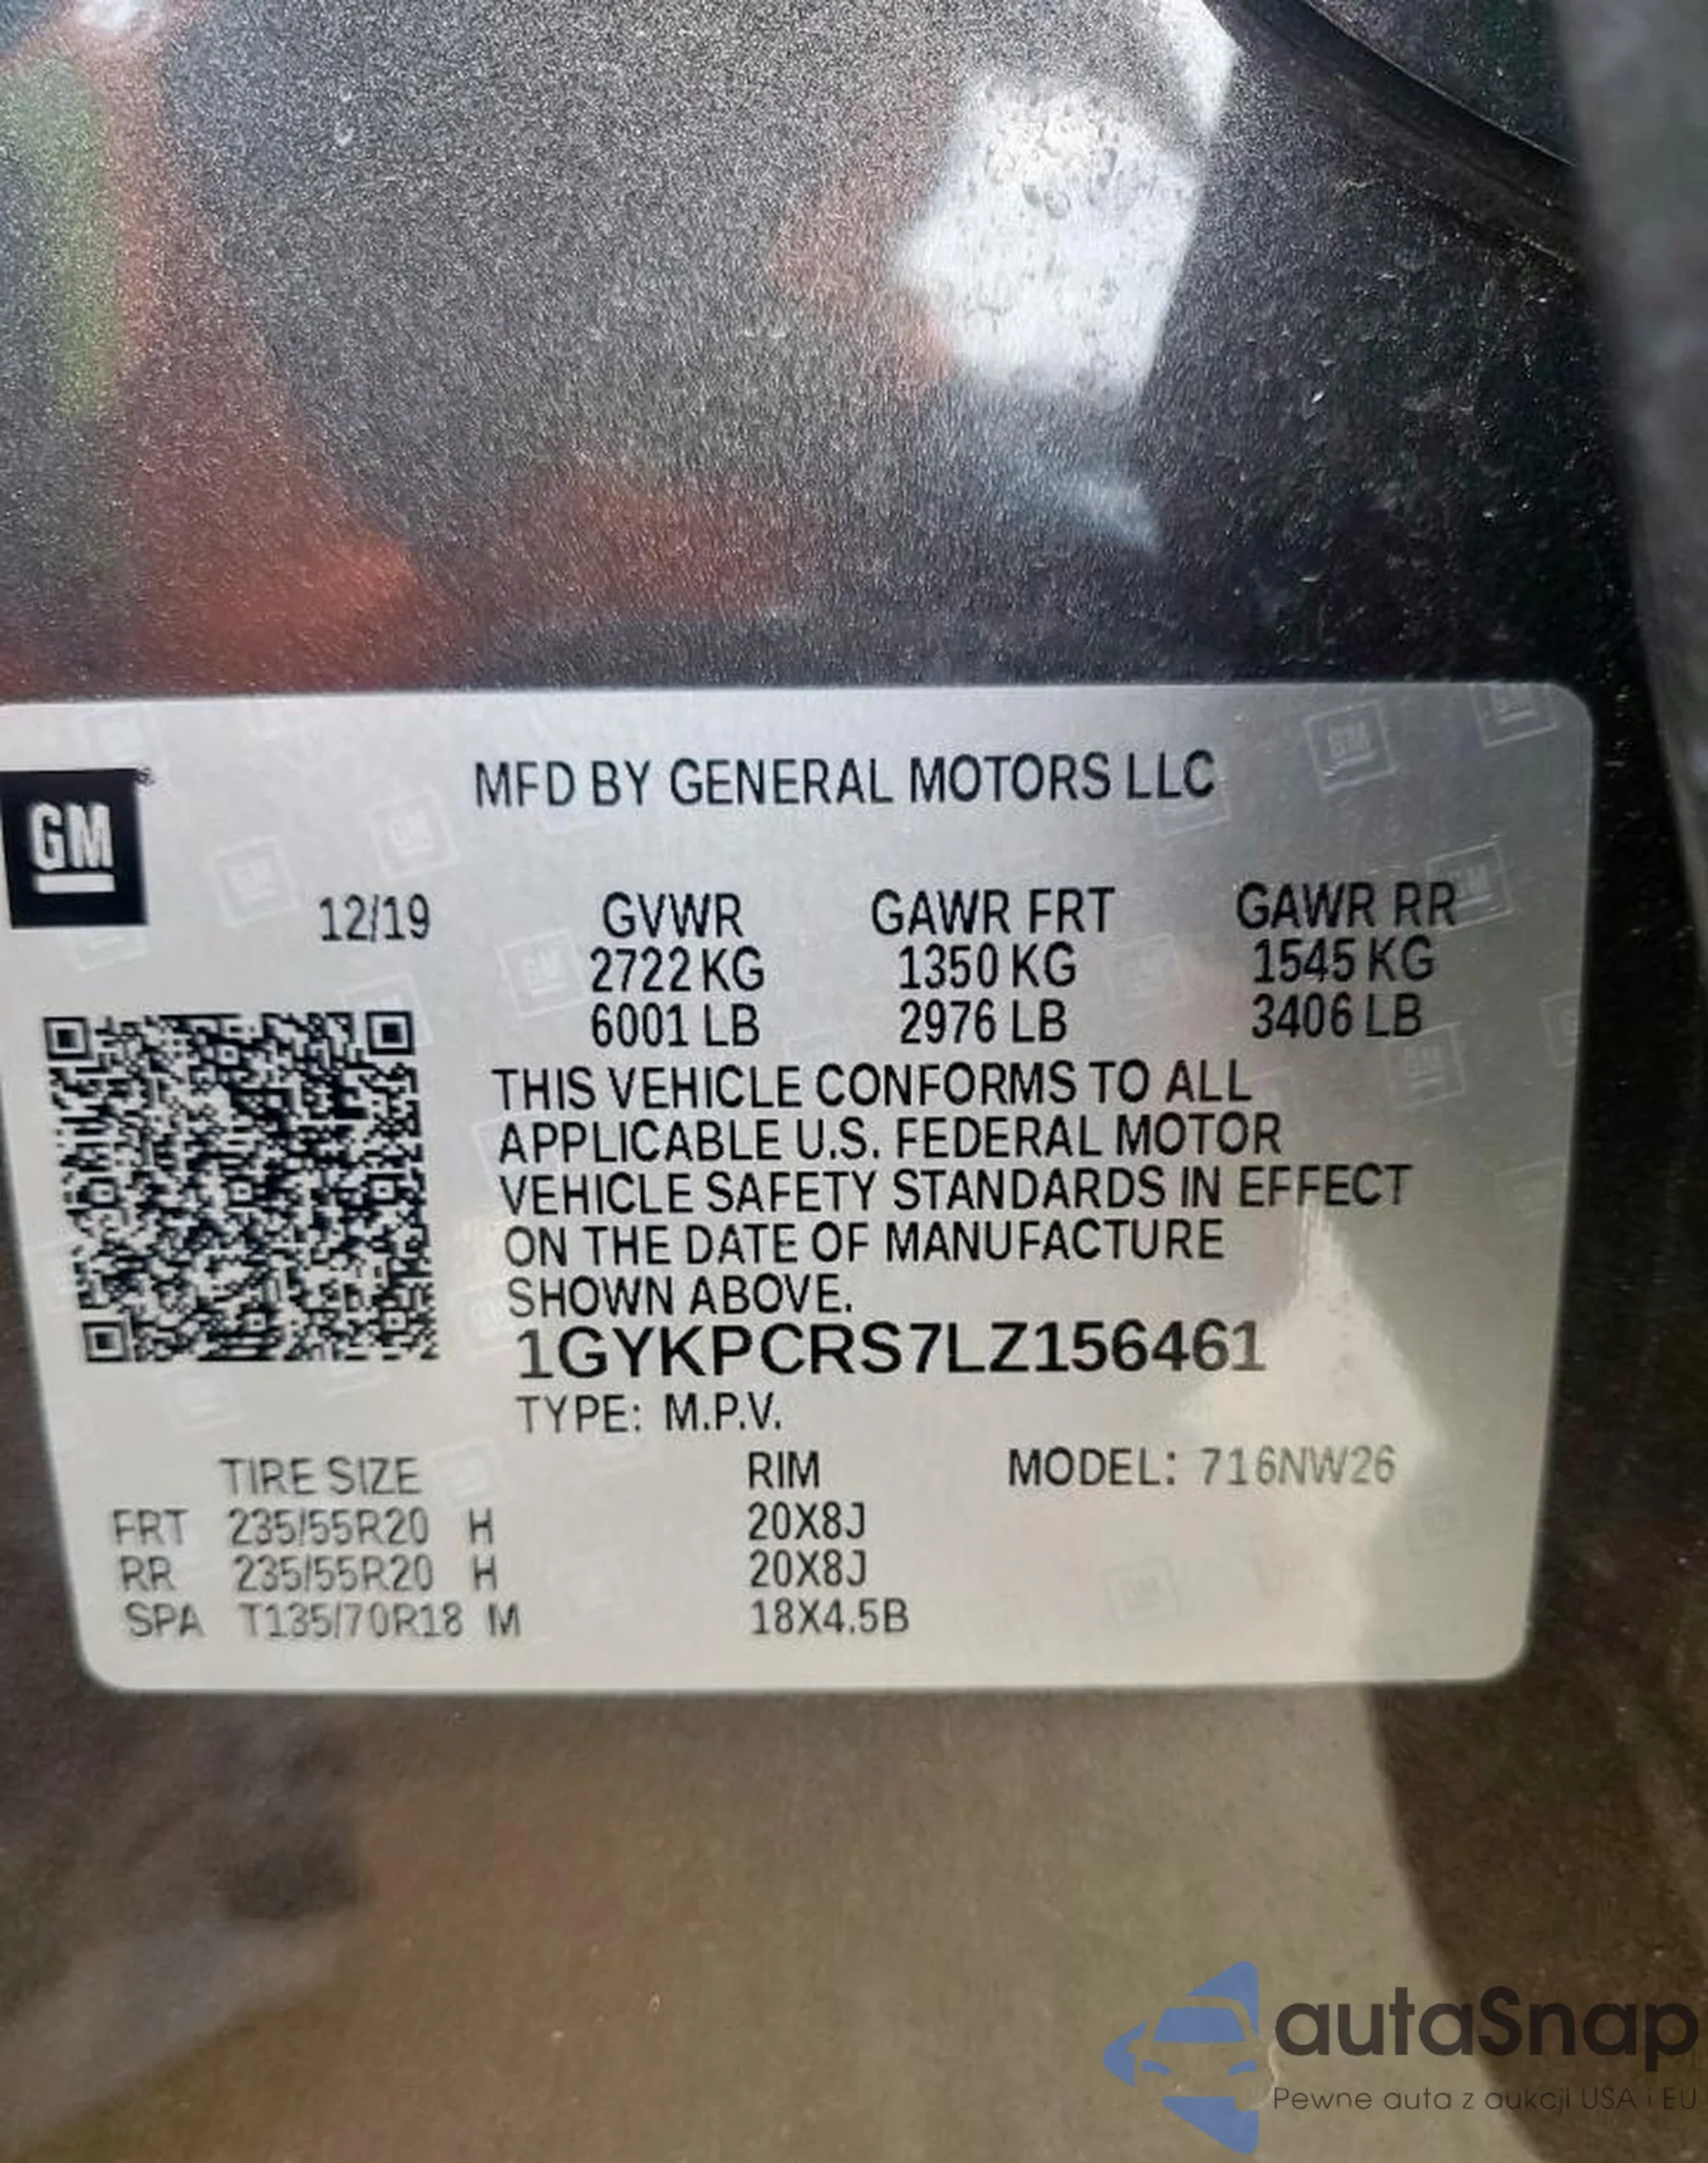 MFD BY GENERAL MOTORS LLC
GM
12/19 GVWR GAWR FRT GAWR RR
2722 KG 1350 KG 1545 KG
6001 LB 2976 LB 3406 LB
THIS VEHICLE CONFORMS TO ALL
APPLICABLE U.S. FEDERAL MOTOR
VEHICLE SAFETY STANDARDS IN EFFECT
ON THE DATE OF MANUFACTURE
SHOWN ABOVE.
1GYKPCRS7LZ156461
TYPE: M.P.V.
TIRE SIZE RIM MODEL: 716NW26
FRT 235/55R20 H 20X8J
RR 235/55R20 H 20X8J
SPA T135/70R18 M 18X4.5B
autaSnap
Pewne auta z aukcji USA i EU